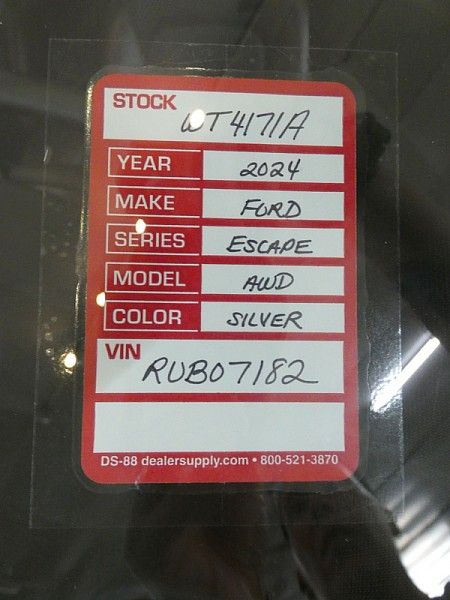 STOCK WT4171A
YEAR 2024
MAKE FORD
SERIES ESCAPE
MODEL AWD
COLOR SILVER
VIN
RUB07182
DS-88 dealersupply.com • 800-521-3870